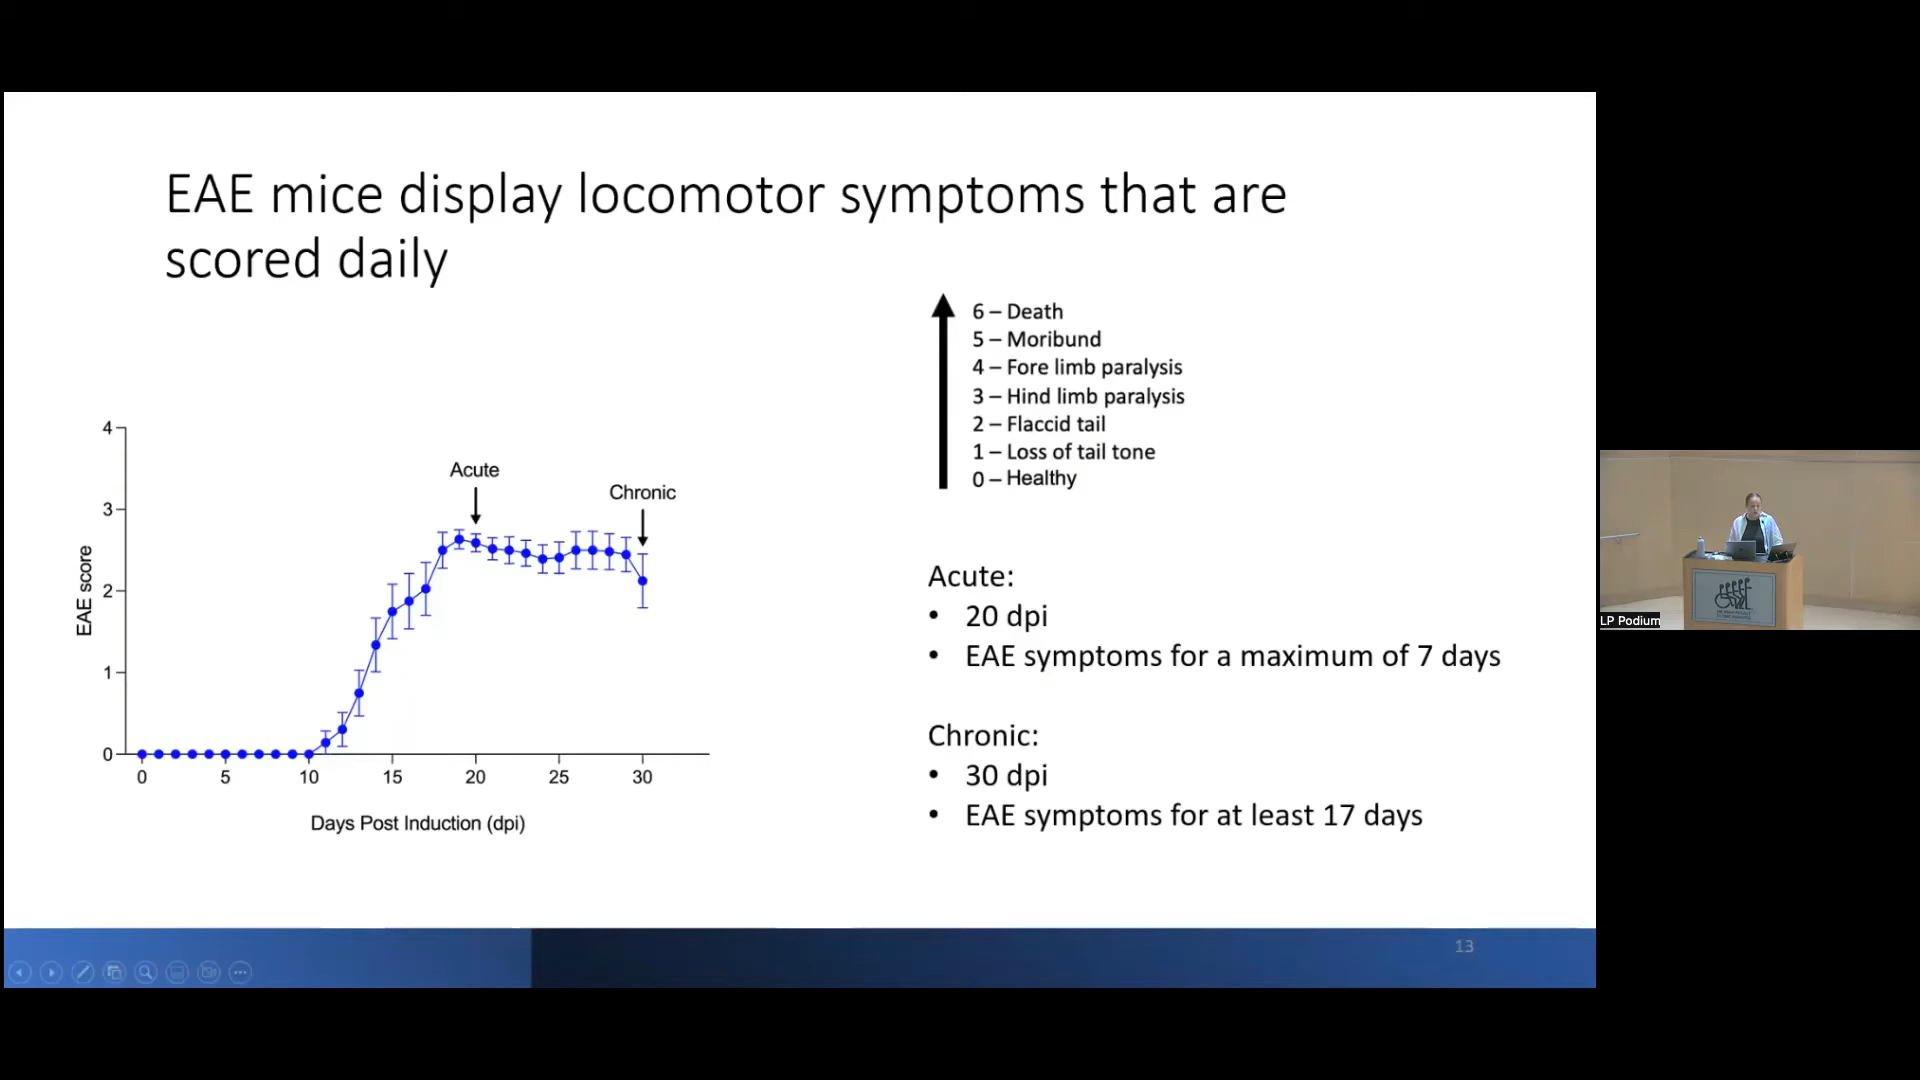 EAE mice display locomotor symptoms that are
scored daily
6 – Death
5 – Moribund
4 – Fore limb paralysis
3 – Hind limb paralysis
2 – Flaccid tail
1 – Loss of tail tone
0 – Healthy
4
3
2
1
0
EAE score
Acute
Chronic
0 5 10 15 20 25 30
Days Post Induction (dpi)
Acute:
• 20 dpi
• EAE symptoms for a maximum of 7 days
Chronic:
• 30 dpi
• EAE symptoms for at least 17 days
13
LP Podium